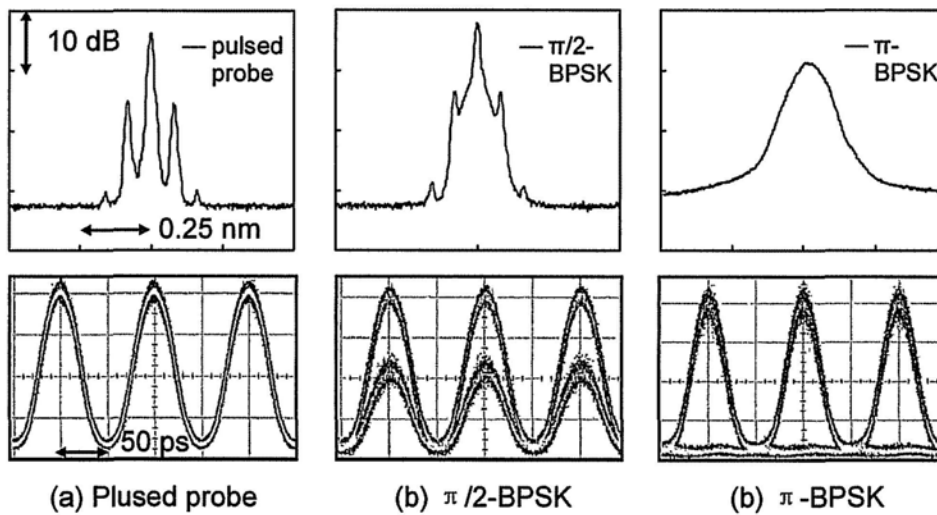 10 dB
pulsed
probe
0.25 nm
π/2-
BPSK
π-
BPSK
50 ps
(a) Plused probe
(b) π/2-BPSK
(b) π-BPSK